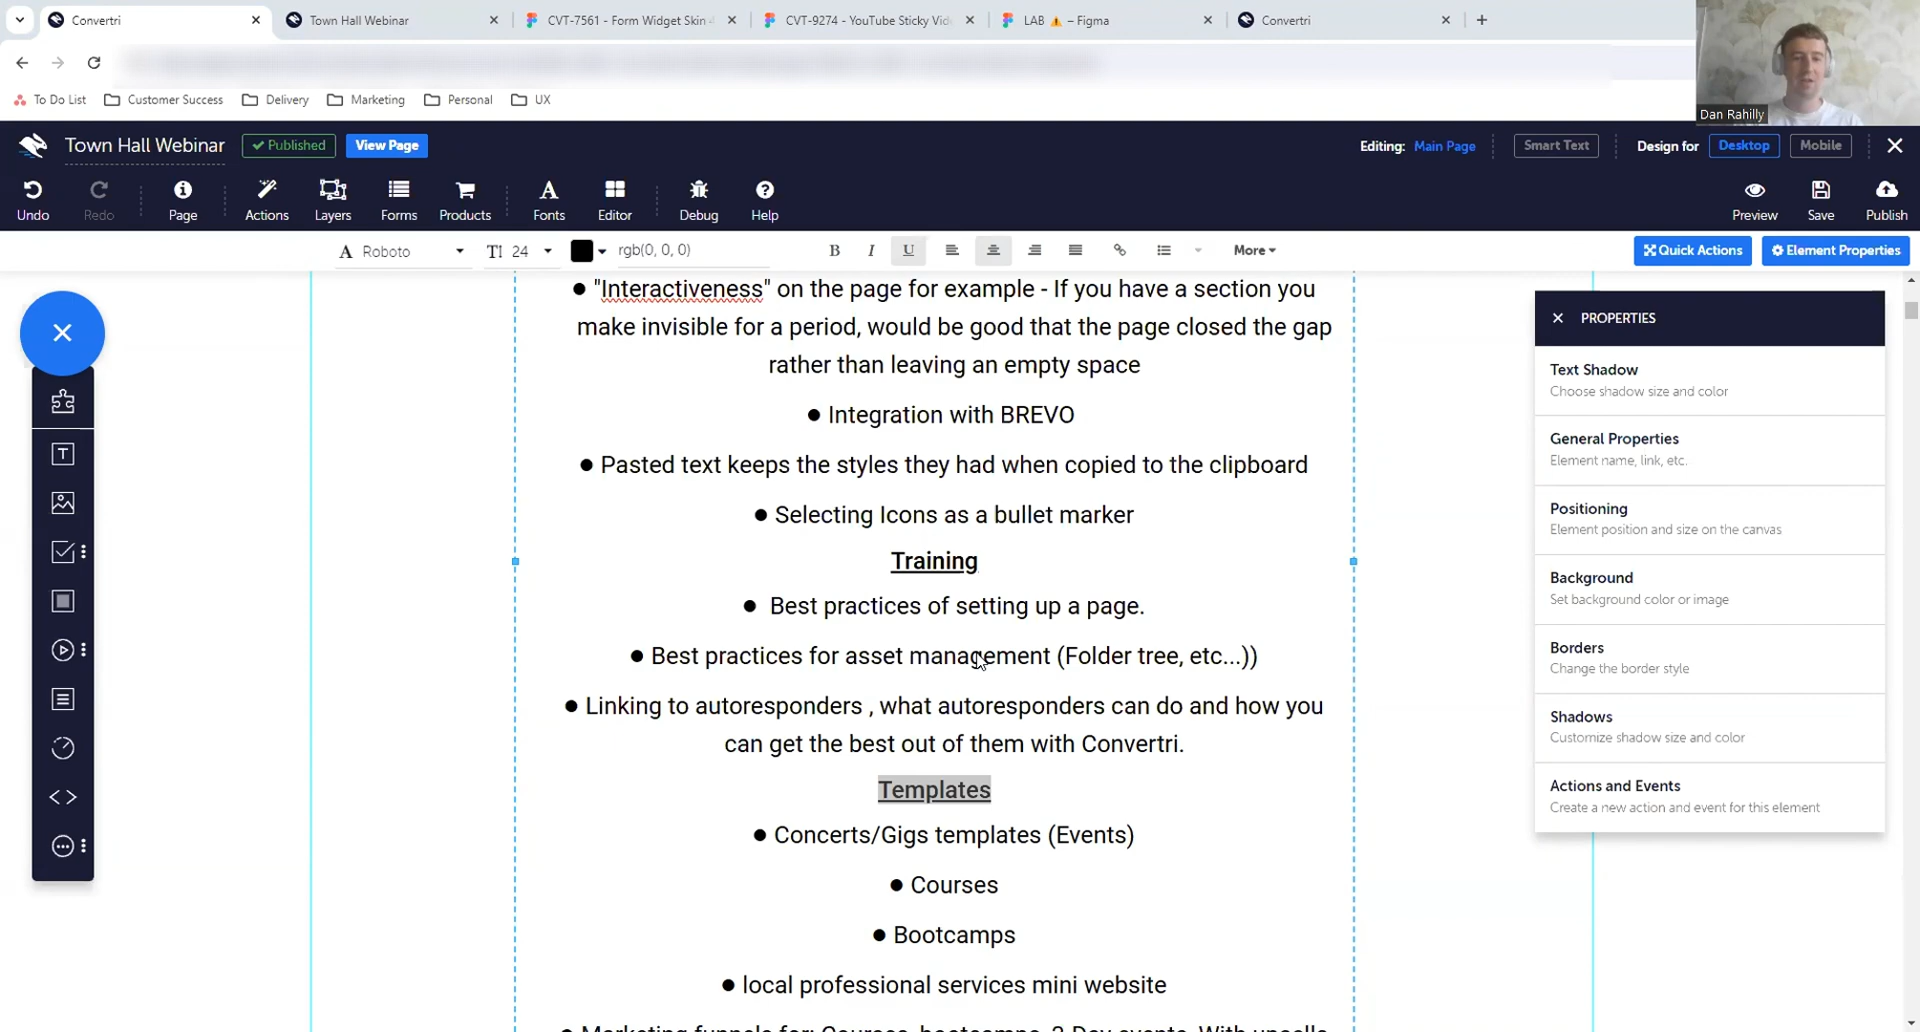 Convertri
Town Hall Webinar
CVT-7561 - Form Widget Skin
CVT-9274 - YouTube Sticky Vid
LAB ⚠ – Figma
Convertri
To Do List
Customer Success
Delivery
Marketing
Personal
UX
Dan Rahilly
Town Hall Webinar
Published
View Page
Editing: Main Page
Smart Text
Design for
Desktop
Mobile
Undo
Redo
Page
Actions
Layers
Forms
Products
Fonts
Editor
Debug
Help
Preview
Save
Publish
A Roboto
24
rgb(0, 0, 0)
B
I
U
More
Quick Actions
Element Properties
● "Interactiveness" on the page for example - If you have a section you
make invisible for a period, would be good that the page closed the gap
rather than leaving an empty space
● Integration with BREVO
● Pasted text keeps the styles they had when copied to the clipboard
● Selecting Icons as a bullet marker
Training
● Best practices of setting up a page.
● Best practices for asset management (Folder tree, etc...))
● Linking to autoresponders , what autoresponders can do and how you
can get the best out of them with Convertri.
Templates
● Concerts/Gigs templates (Events)
● Courses
● Bootcamps
● local professional services mini website
PROPERTIES
Text Shadow
Choose shadow size and color
General Properties
Element name, link, etc.
Positioning
Element position and size on the canvas
Background
Set background color or image
Borders
Change the border style
Shadows
Customize shadow size and color
Actions and Events
Create a new action and event for this element